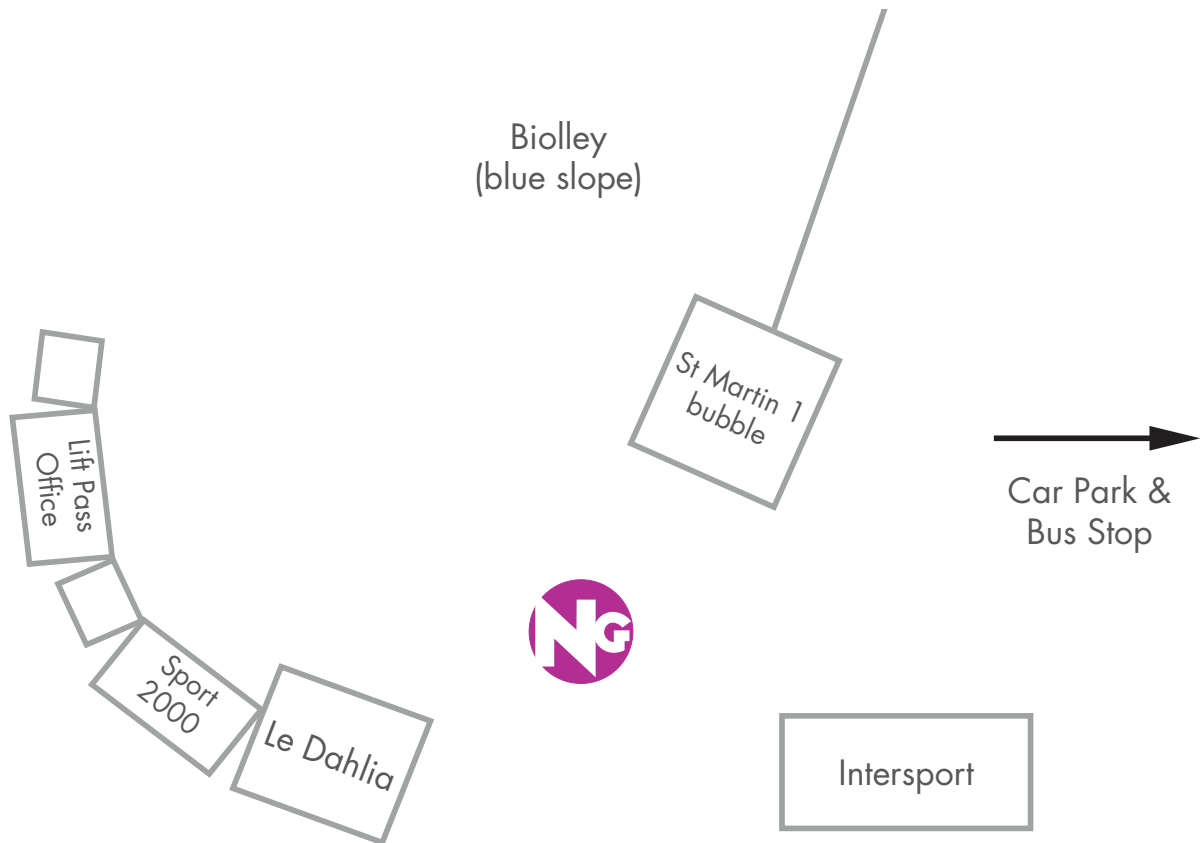 Biolley
(blue slope)
St Martin 1
bubble
Lift Pass
Office
Car Park &
Bus Stop
NG
Sport
2000
Le Dahlia
Intersport